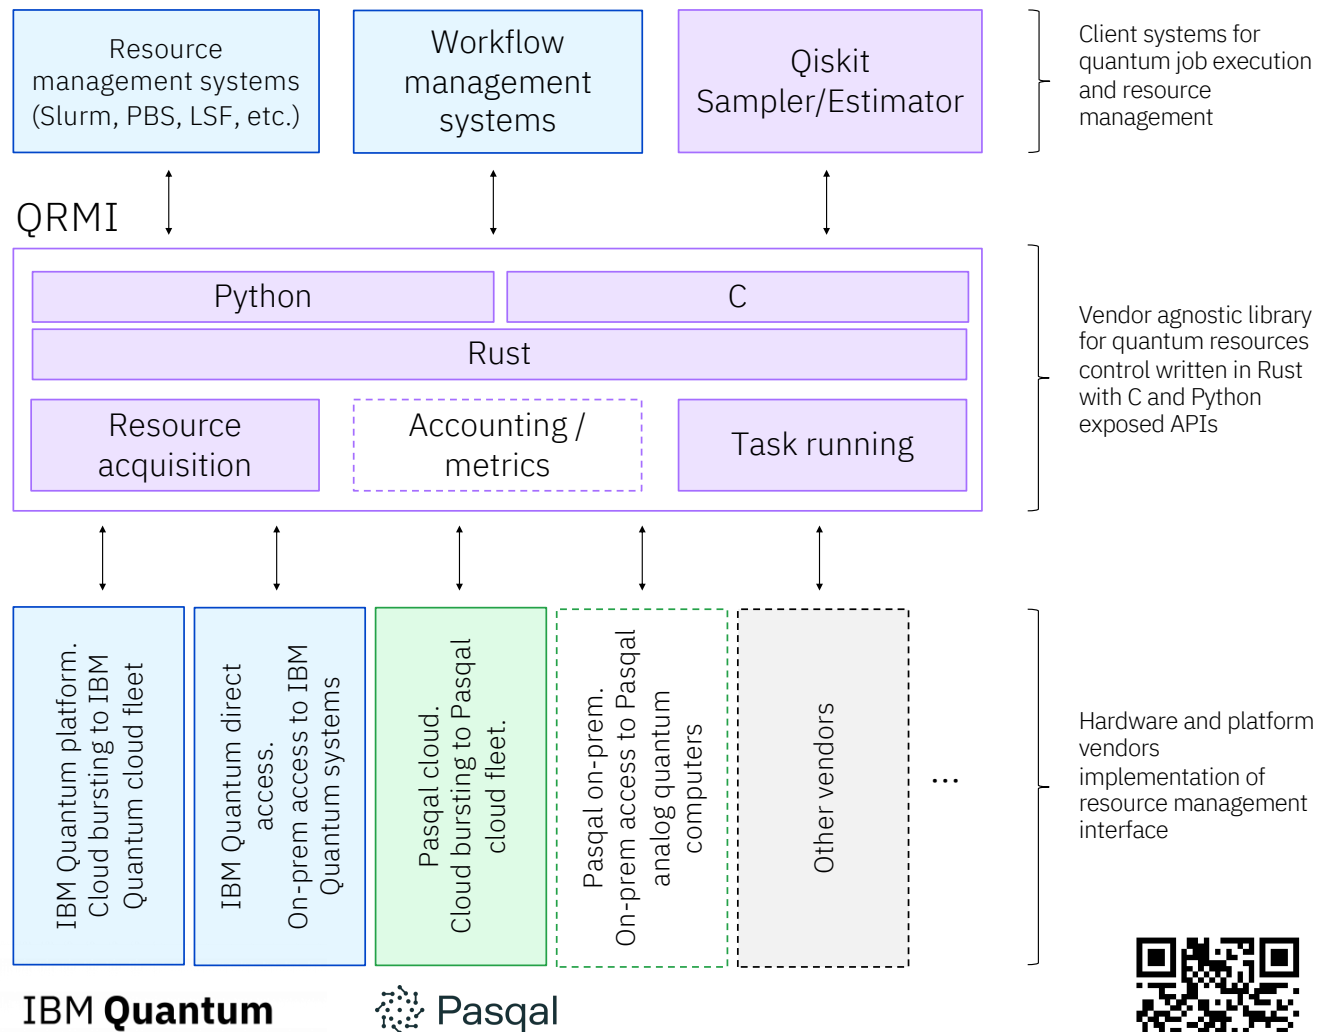 Resource
management systems
(Slurm, PBS, LSF, etc.)
Workflow
management
systems
Qiskit
Sampler/Estimator
Client systems for
quantum job execution
and resource
management
QRMI
Python
C
Rust
Resource
acquisition
Accounting /
metrics
Task running
Vendor agnostic library
for quantum resources
control written in Rust
with C and Python
exposed APIs
IBM Quantum platform.
Cloud bursting to IBM
Quantum cloud fleet
IBM Quantum direct
access.
On-prem access to IBM
Quantum systems
Pasqal cloud.
Cloud bursting to Pasqal
cloud fleet.
Pasqal on-prem.
On-prem access to Pasqal
analog quantum
computers
Other vendors
...
Hardware and platform
vendors
implementation of
resource management
interface
IBM Quantum
Pasqal